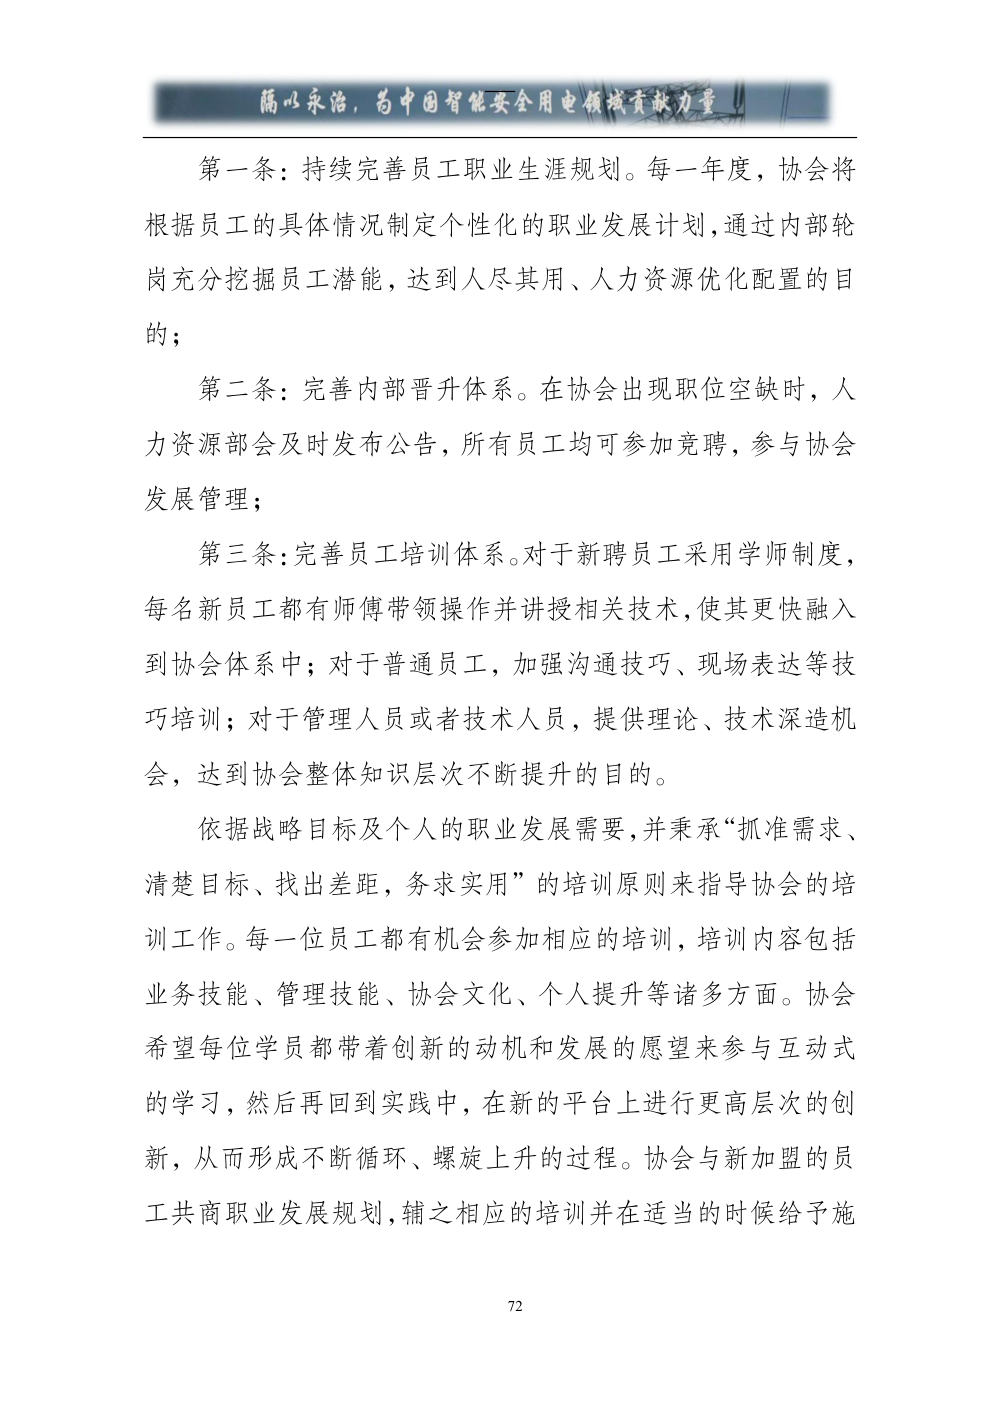 隔以永治，为中国智能安全用电领域贡献力量
第一条：持续完善员工职业生涯规划。每一年度，协会将
根据员工的具体情况制定个性化的职业发展计划，通过内部轮
岗充分挖掘员工潜能，达到人尽其用、人力资源优化配置的目
的；
第二条：完善内部晋升体系。在协会出现职位空缺时，人
力资源部会及时发布公告，所有员工均可参加竞聘，参与协会
发展管理；
第三条：完善员工培训体系。对于新聘员工采用学师制度，
每名新员工都有师傅带领操作并讲授相关技术，使其更快融入
到协会体系中；对于普通员工，加强沟通技巧、现场表达等技
巧培训；对于管理人员或者技术人员，提供理论、技术深造机
会，达到协会整体知识层次不断提升的目的。
依据战略目标及个人的职业发展需要，并秉承“抓准需求、
清楚目标、找出差距，务求实用”的培训原则来指导协会的培
训工作。每一位员工都有机会参加相应的培训，培训内容包括
业务技能、管理技能、协会文化、个人提升等诸多方面。协会
希望每位学员都带着创新的动机和发展的愿望来参与互动式
的学习，然后再回到实践中，在新的平台上进行更高层次的创
新，从而形成不断循环、螺旋上升的过程。协会与新加盟的员
工共商职业发展规划，辅之相应的培训并在适当的时候给予施
72